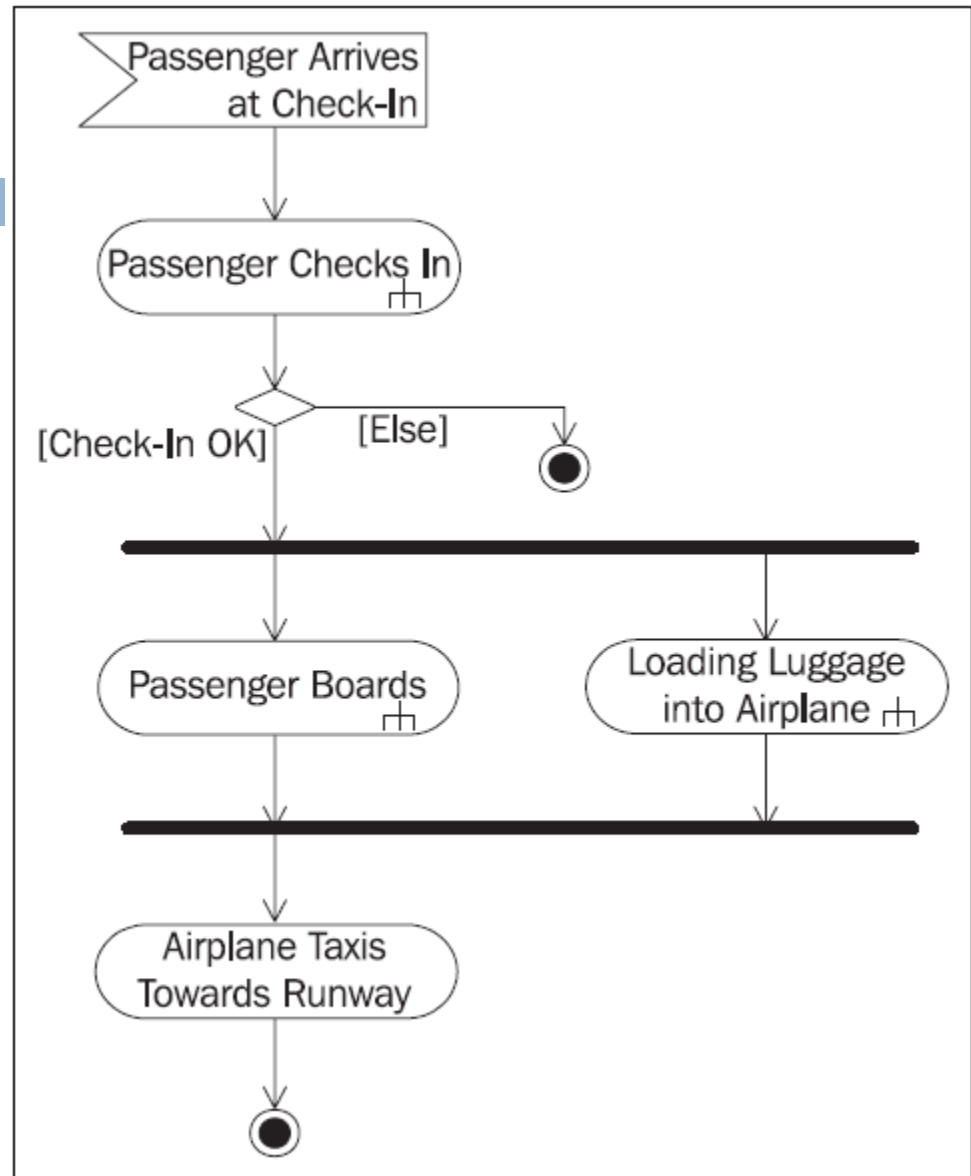 Passenger Arrives
at Check-In
Passenger Checks In
[Check-In OK]
[Else]
Passenger Boards
Loading Luggage
into Airplane
Airplane Taxis
Towards Runway